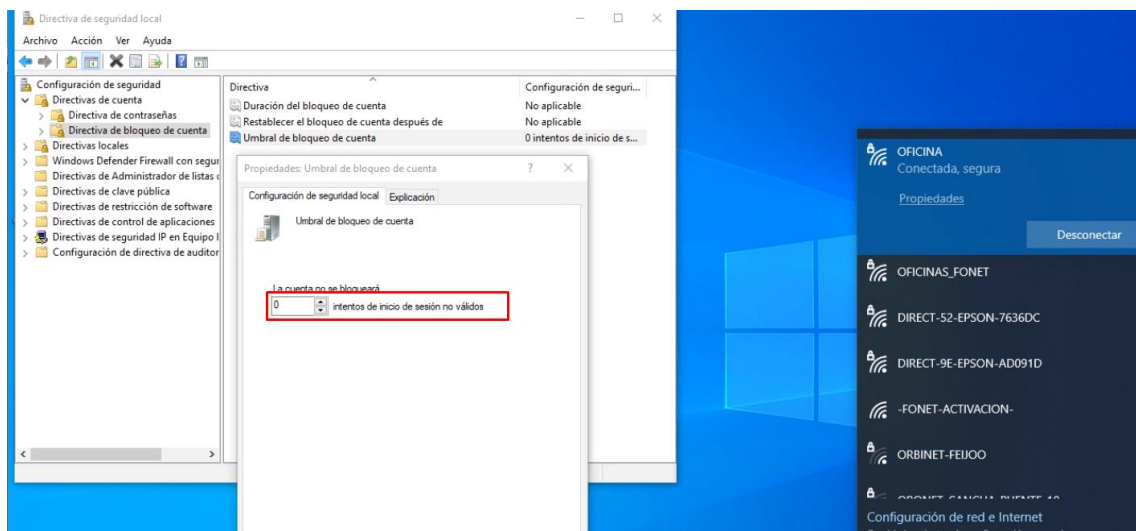 Directiva de seguridad local
Archivo Acción Ver Ayuda
Configuración de seguridad
Directivas de cuenta
Directiva de contraseñas
Directiva de bloqueo de cuenta
Directivas locales
Windows Defender Firewall con segur
Directivas de Administrador de listas
Directivas de clave pública
Directivas de restricción de software
Directivas de control de aplicaciones
Directivas de seguridad IP en Equipo l
Configuración de directiva de auditor
Directiva Configuración de seguri...
Duración del bloqueo de cuenta No aplicable
Restablecer el bloqueo de cuenta después de No aplicable
Umbral de bloqueo de cuenta 0 intentos de inicio de s...
Propiedades: Umbral de bloqueo de cuenta ?
Configuración de seguridad local Explicación
Umbral de bloqueo de cuenta
La cuenta no se bloqueará
0 intentos de inicio de sesión no válidos
OFICINA
Conectada, segura
Propiedades
Desconectar
OFICINAS_FONET
DIRECT-52-EPSON-7636DC
DIRECT-9E-EPSON-AD091D
-FONET-ACTIVACION-
ORBINET-FEIJOO
Configuración de red e Internet